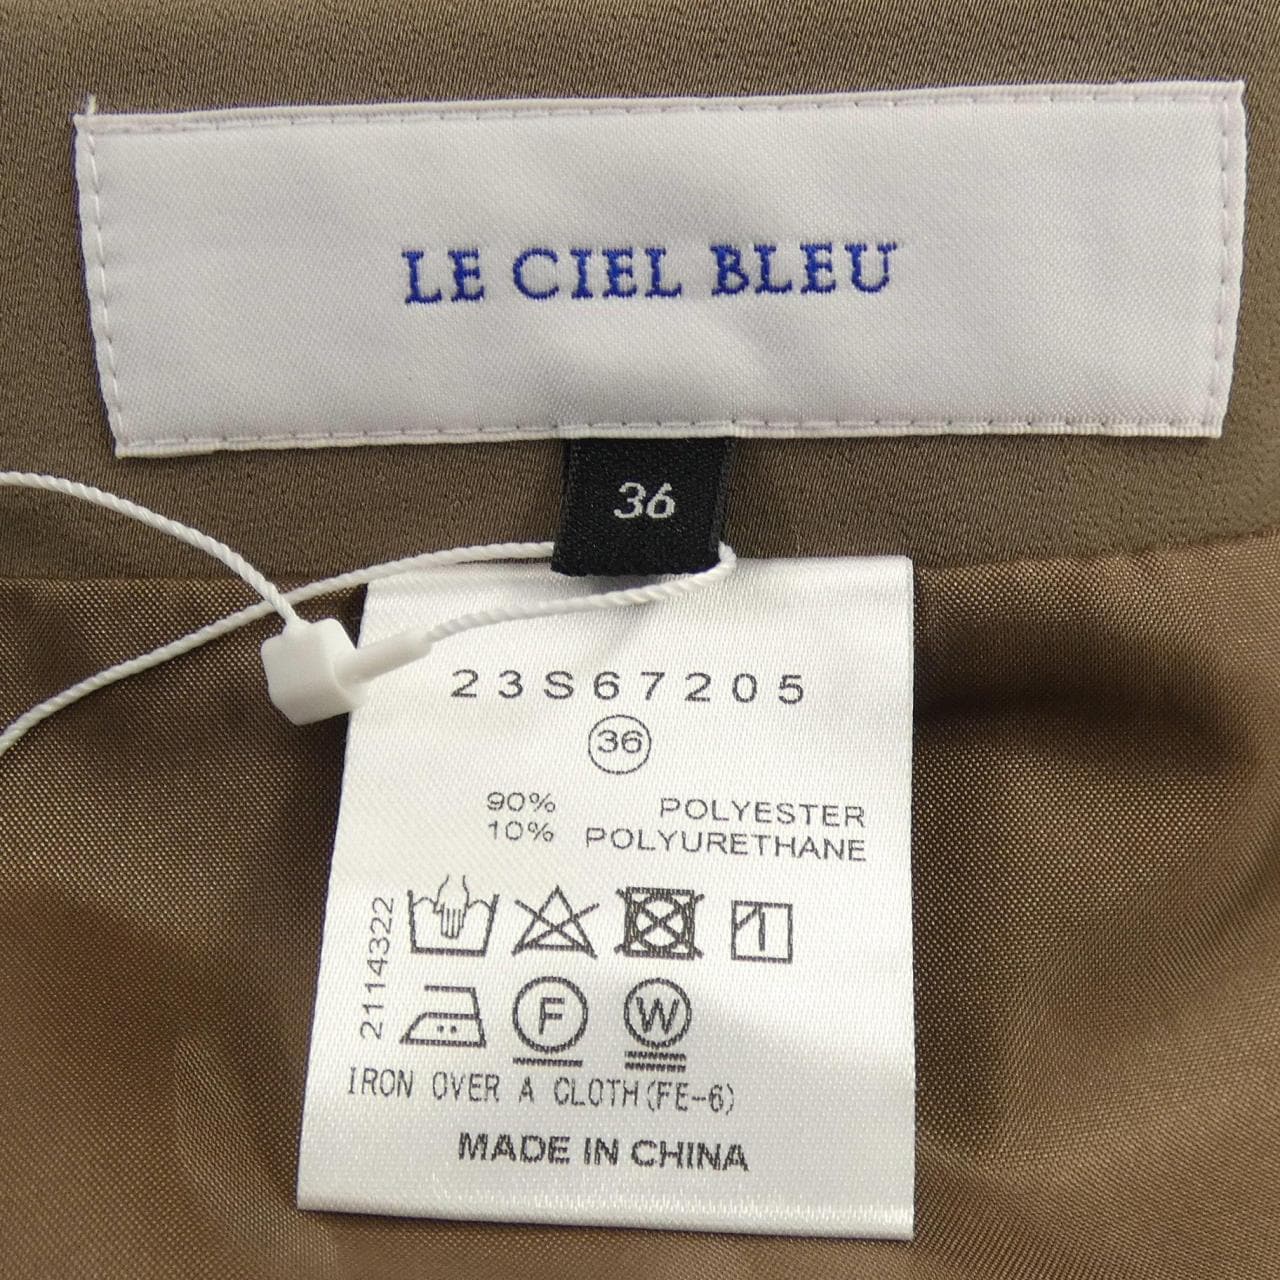 LE CIEL BLEU
36
23S67205
36
90% POLYESTER
10% POLYURETHANE
2114322
F
W
IRON OVER A CLOTH(FE-6)
MADE IN CHINA